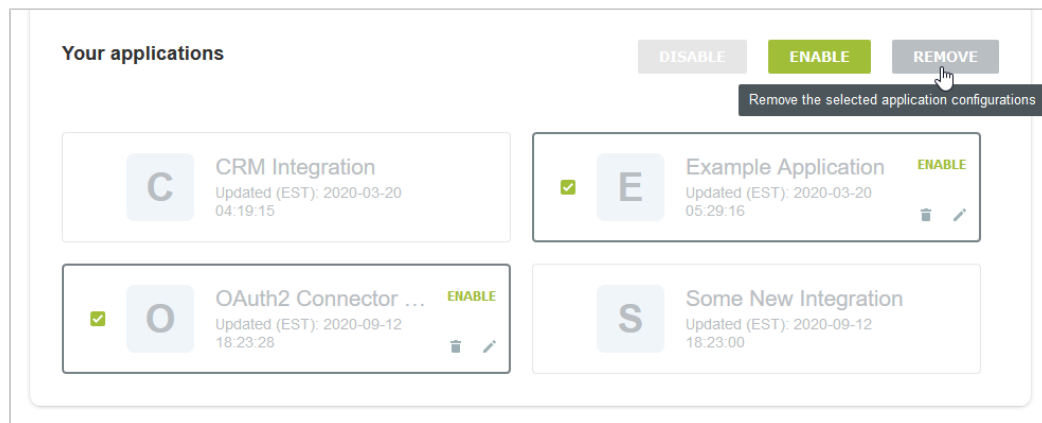 Your applications
DISABLE ENABLE REMOVE
Remove the selected application configurations
C
CRM Integration
Updated (EST): 2020-03-20
04:19:15
E
Example Application
ENABLE
Updated (EST): 2020-03-20
05:29:16
O
OAuth2 Connector ...
ENABLE
Updated (EST): 2020-09-12
18:23:28
S
Some New Integration
Updated (EST): 2020-09-12
18:23:00